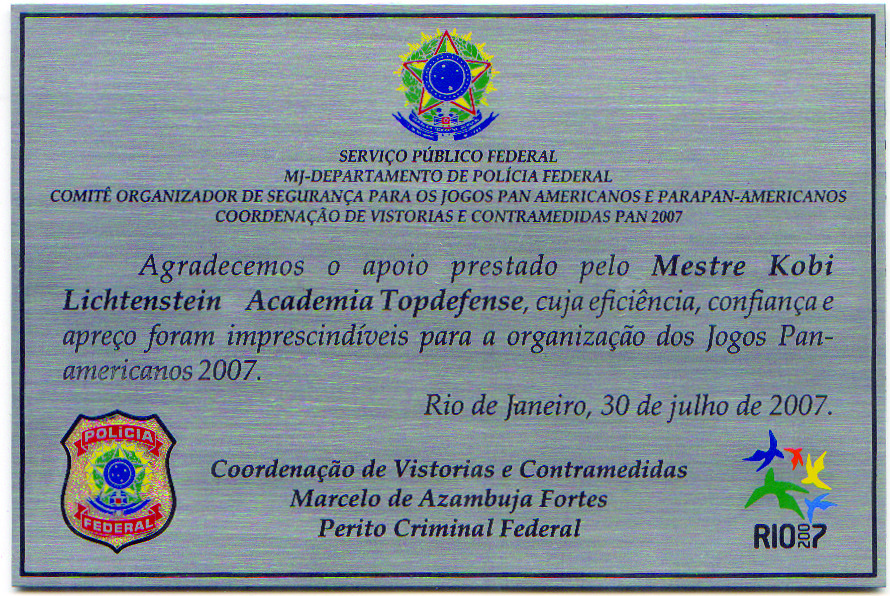 SERVIÇO PÚBLICO FEDERAL
MJ-DEPARTAMENTO DE POLÍCIA FEDERAL
COMITÊ ORGANIZADOR DE SEGURANÇA PARA OS JOGOS PAN AMERICANOS E PARAPAN-AMERICANOS
COORDENAÇÃO DE VISTORIAS E CONTRAMEDIDAS PAN 2007
Agradecemos o apoio prestado pelo Mestre Kobi
Lichtenstein Academia Topdefense, cuja eficiência, confiança e
apreço foram imprescindíveis para a organização dos Jogos Pan-
americanos 2007.
Rio de Janeiro, 30 de julho de 2007.
POLÍCIA
FEDERAL
Coordenação de Vistorias e Contramedidas
Marcelo de Azambuja Fortes
Perito Criminal Federal
RIO2007